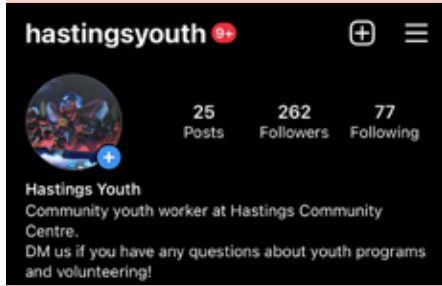 hastingsyouth 9+
25 262 77
Posts Followers Following
Hastings Youth
Community youth worker at Hastings Community
Centre.
DM us if you have any questions about youth programs
and volunteering!